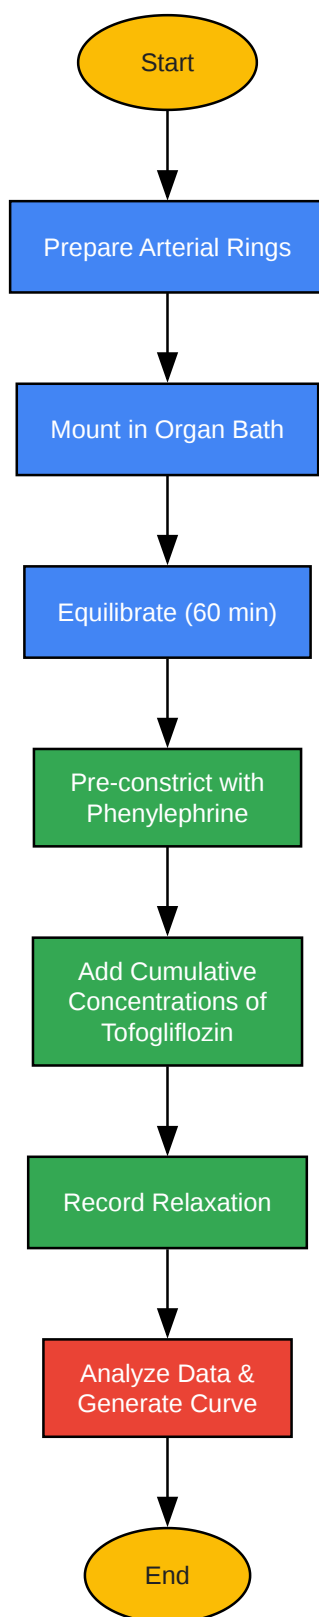 Start
Prepare Arterial Rings
Mount in Organ Bath
Equilibrate (60 min)
Pre-constrict with
Phenylephrine
Add Cumulative
Concentrations of
Tofogliflozin
Record Relaxation
Analyze Data &
Generate Curve
End